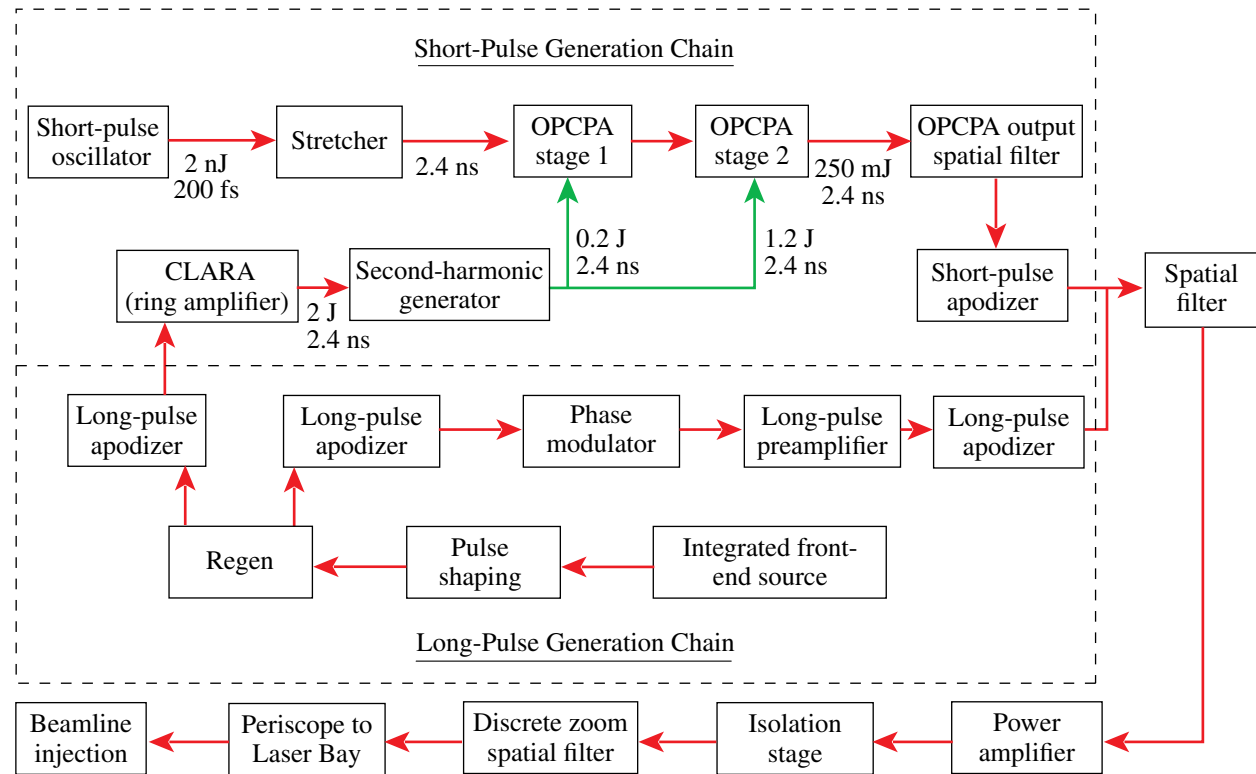 Short-Pulse Generation Chain
Short-pulse
oscillator
2 nJ
200 fs
Stretcher
2.4 ns
OPCPA
stage 1
OPCPA
stage 2
250 mJ
2.4 ns
OPCPA output
spatial filter
0.2 J
2.4 ns
1.2 J
2.4 ns
CLARA
(ring amplifier)
2 J
2.4 ns
Second-harmonic
generator
Short-pulse
apodizer
Spatial
filter
Long-pulse
apodizer
Long-pulse
apodizer
Phase
modulator
Long-pulse
preamplifier
Long-pulse
apodizer
Regen
Pulse
shaping
Integrated front-
end source
Long-Pulse Generation Chain
Beamline
injection
Periscope to
Laser Bay
Discrete zoom
spatial filter
Isolation
stage
Power
amplifier